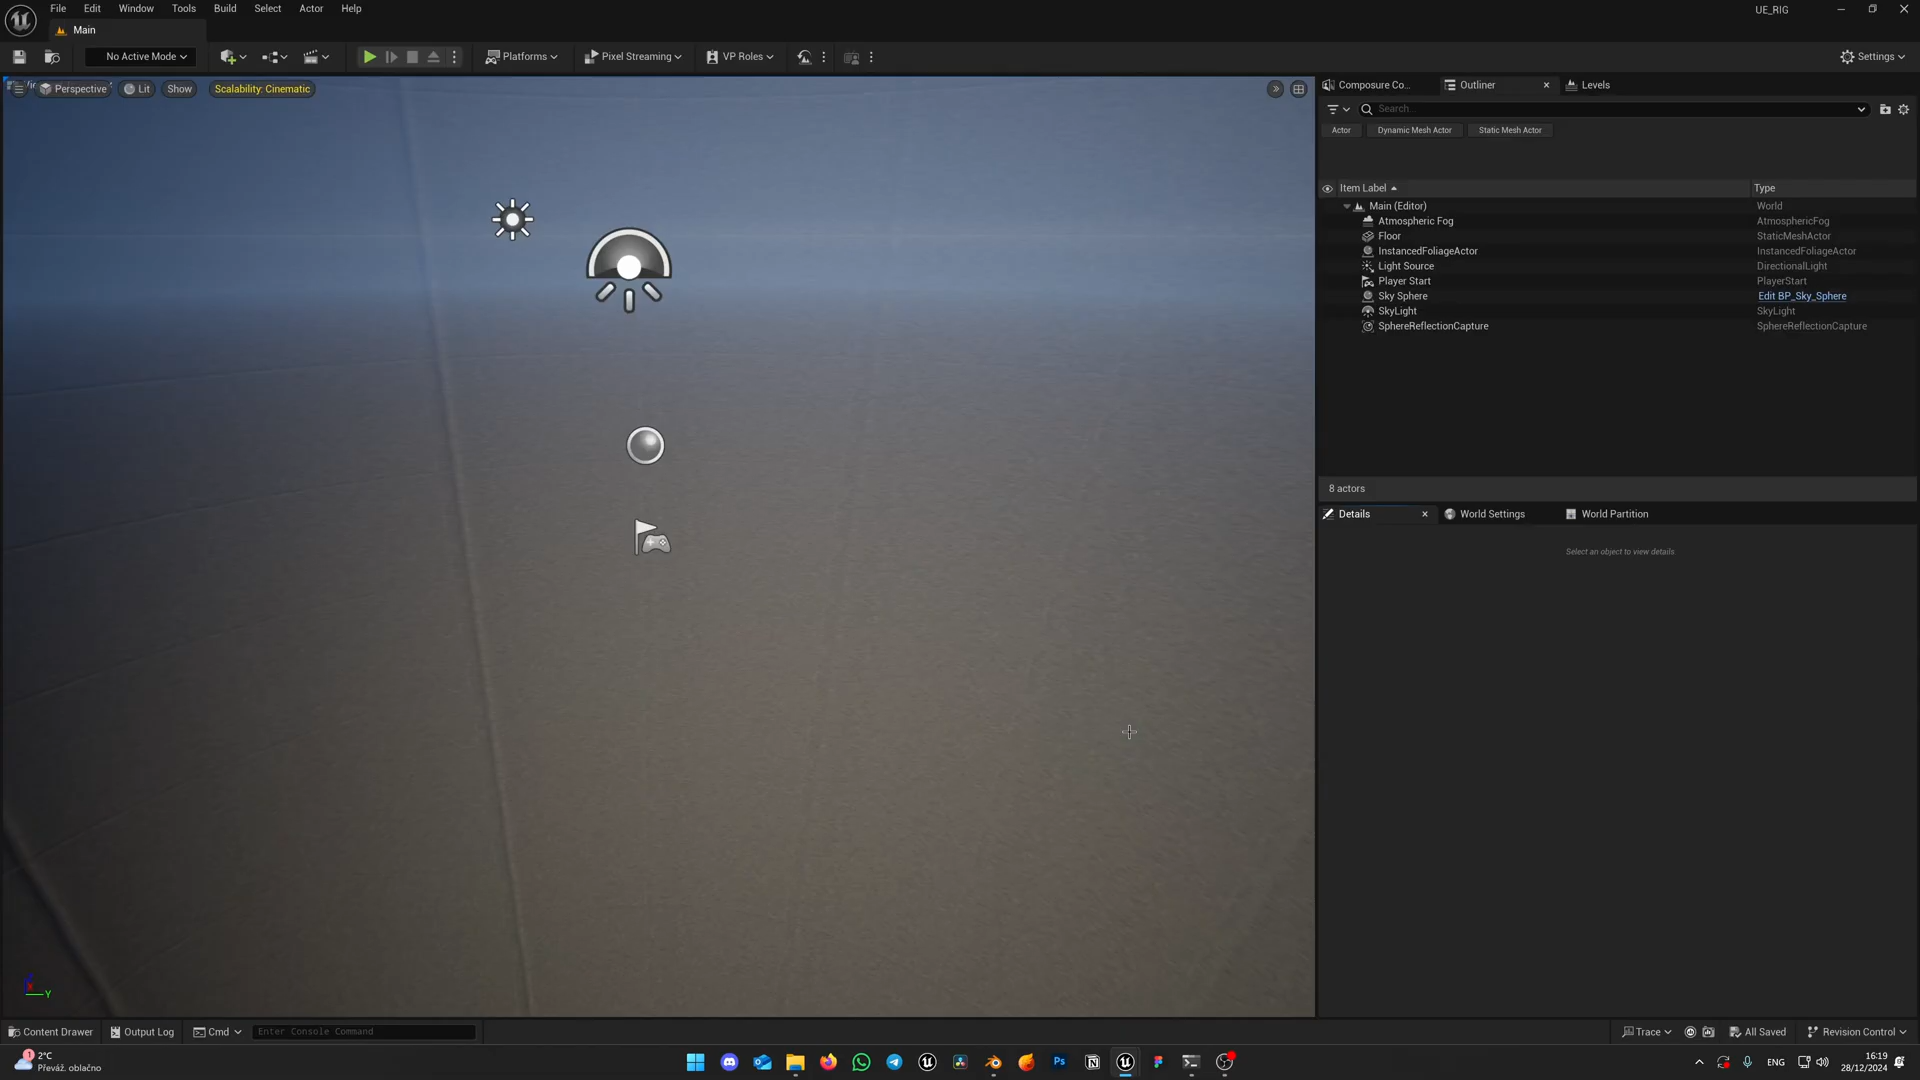 File Edit Window Tools Build Select Actor Help
UE_RIG
Main
No Active Mode
Platforms
Pixel Streaming
VP Roles
Settings
Perspective
Lit
Show
Scalability: Cinematic
Composure Co...
Outliner
Levels
Search...
Actor
Dynamic Mesh Actor
Static Mesh Actor
Item Label
Type
Main (Editor)
World
Atmospheric Fog
AtmosphericFog
Floor
StaticMeshActor
InstancedFoliageActor
InstancedFoliageActor
Light Source
DirectionalLight
Player Start
PlayerStart
Sky Sphere
Edit BP_Sky_Sphere
SkyLight
SkyLight
SphereReflectionCapture
SphereReflectionCapture
8 actors
Details
World Settings
World Partition
Select an object to view details
Y
Content Drawer
Output Log
Cmd
Enter Console Command
Trace
All Saved
Revision Control
1
2°C
Převáž. oblačno
Ps
ENG
16:19
28/12/2024